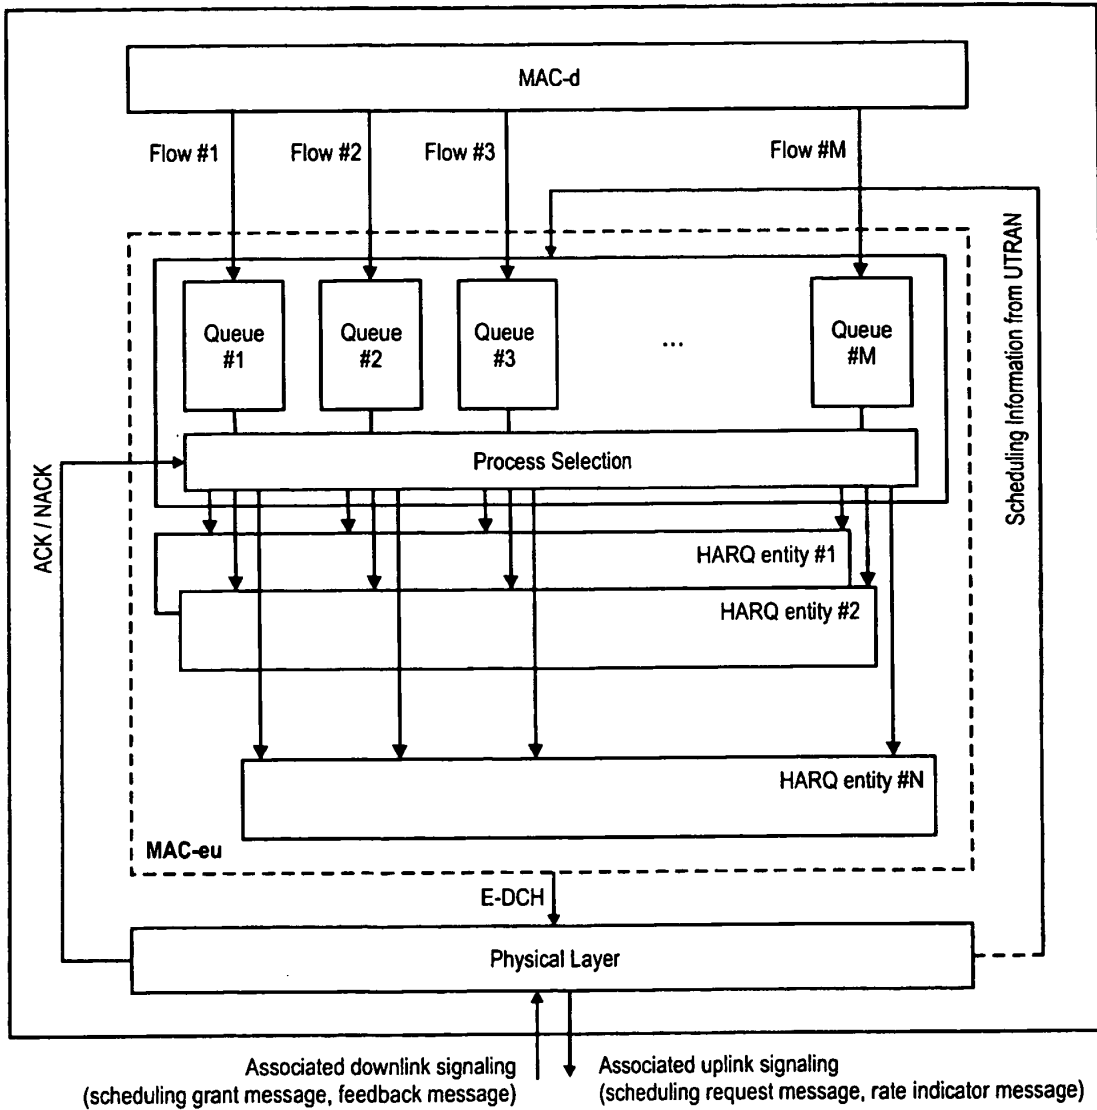 MAC-d
Flow #1
Flow #2
Flow #3
Flow #M
Scheduling Information from UTRAN
Queue
#1
Queue
#2
Queue
#3
...
Queue
#M
Process Selection
ACK / NACK
HARQ entity #1
HARQ entity #2
HARQ entity #N
MAC-eu
E-DCH
Physical Layer
Associated downlink signaling
(scheduling grant message, feedback message)
Associated uplink signaling
(scheduling request message, rate indicator message)